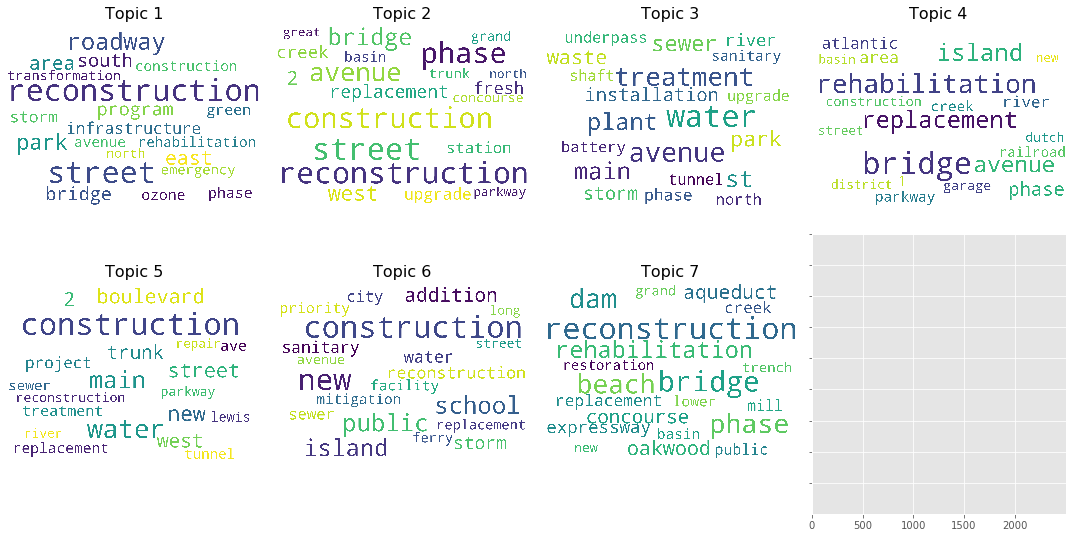 Topic 1
roadway
area south
construction
transformation
reconstruction
storm program green
infrastructure
park avenue rehabilitation
north east
street emergency
bridge ozone phase
Topic 2
great bridge grand
creek basin phase
2 avenue trunk north
replacement fresh
concourse
construction
street station
reconstruction
west upgrade parkway
Topic 3
underpass sewer river
waste sanitary
shaft treatment
installation upgrade
plant water
battery avenue park
main tunnel st
storm phase north
Topic 4
atlantic island
basin area new
rehabilitation
construction creek river
street replacement dutch
railroad
bridge avenue
district 1 garage phase
parkway
Topic 5
2 boulevard
construction
trunk repair ave
project main street
sewer parkway
reconstruction
treatment new lewis
river water west
replacement tunnel
Topic 6
priority city addition
long
construction
sanitary street
avenue water
new reconstruction
facility
mitigation school
sewer public replacement
ferry
island storm
Topic 7
dam grand aqueduct
creek
reconstruction
rehabilitation
restoration trench
beach bridge
replacement lower mill
concourse phase
expressway basin
new oakwood public
0 500 1000 1500 2000